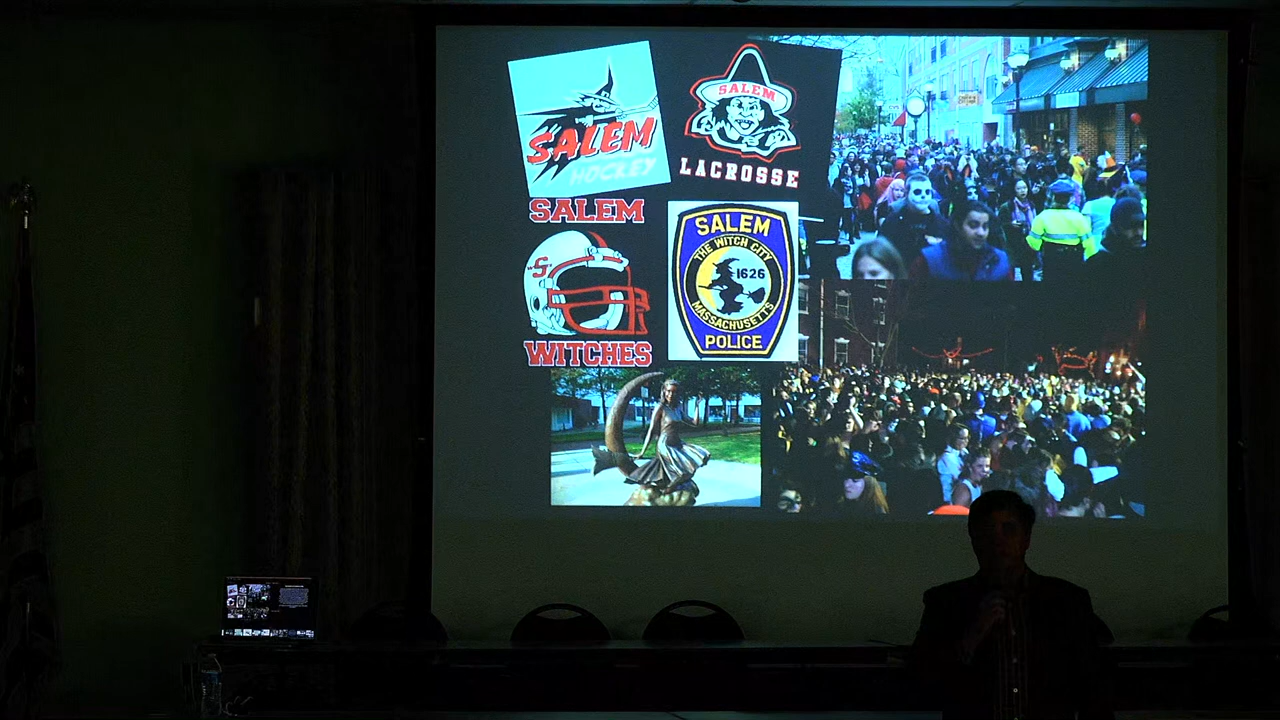 SALEM
HOCKEY
SALEM
LACROSSE
SALEM
"S"
WITCHES
SALEM
THE WITCH CITY
1626
MASSACHUSETTS
POLICE